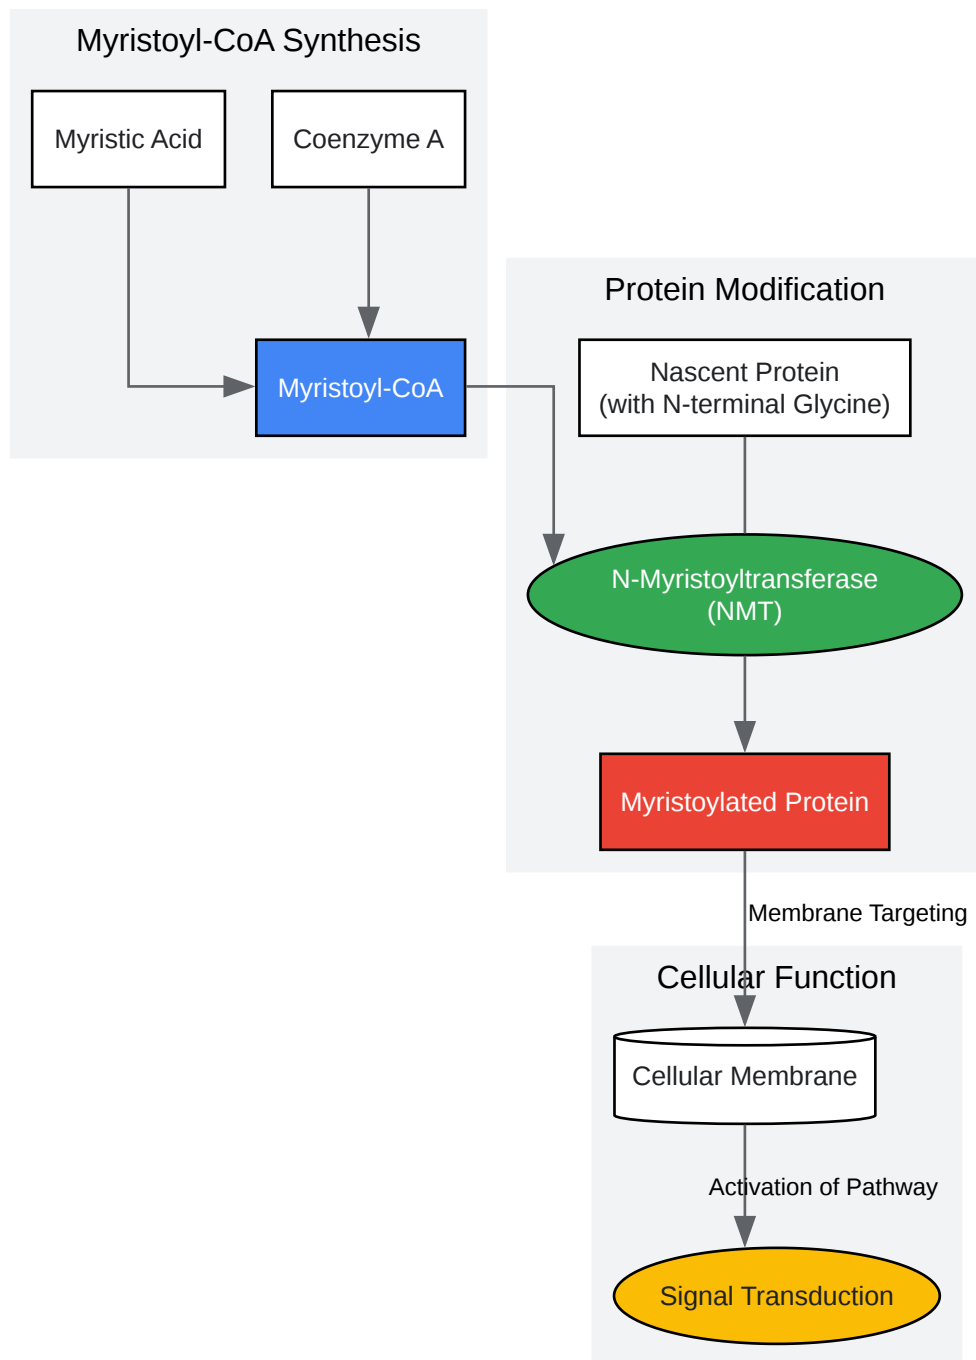 Myristoyl-CoA Synthesis
Myristic Acid
Coenzyme A
Myristoyl-CoA
Protein Modification
Nascent Protein
(with N-terminal Glycine)
N-Myristoyltransferase
(NMT)
Myristoylated Protein
Membrane Targeting
Cellular Function
Cellular Membrane
Activation of Pathway
Signal Transduction